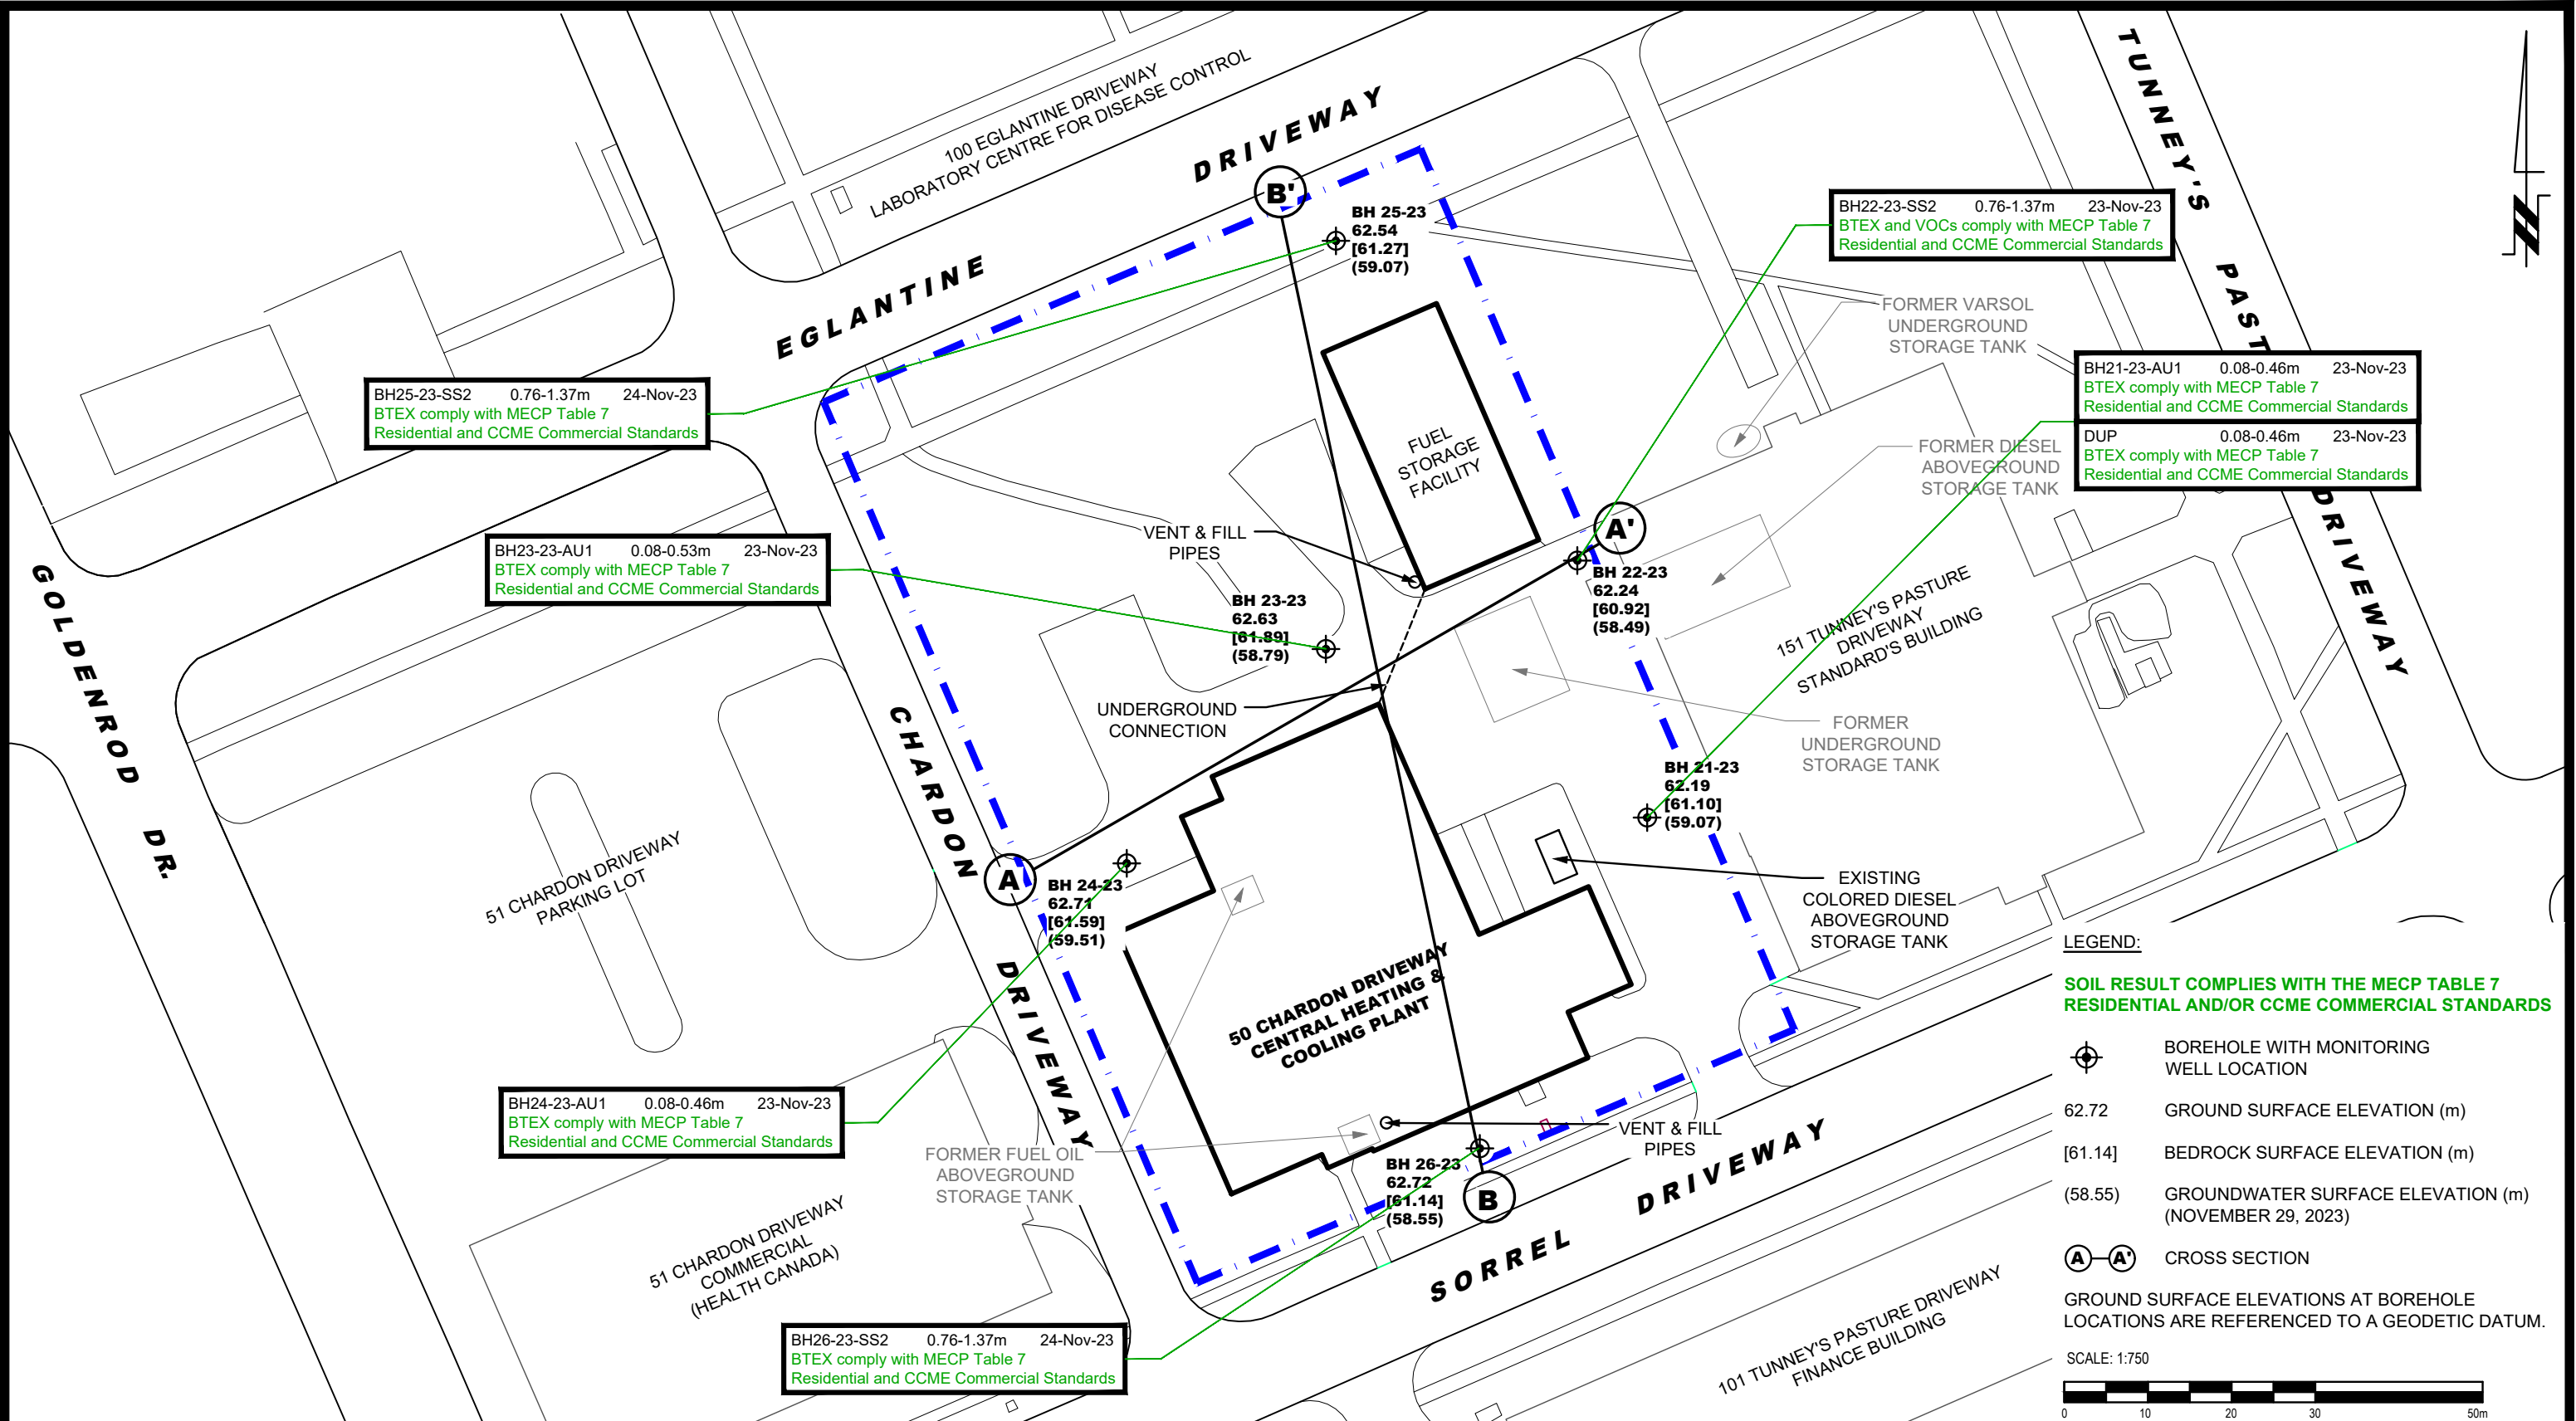 100 EGLANTINE DRIVEWAY
LABORATORY CENTRE FOR DISEASE CONTROL
EGLANTINE DRIVEWAY
TUNNEY'S PAST DRIVEWAY
GOLDENROD DR.
CHARDON DRIVEWAY
SORREL DRIVEWAY
B'
BH 25-23
62.54
[61.27]
(59.07)
BH22-23-SS2 0.76-1.37m 23-Nov-23
BTEX and VOCs comply with MECP Table 7
Residential and CCME Commercial Standards
FORMER VARSOL
UNDERGROUND
STORAGE TANK
BH21-23-AU1 0.08-0.46m 23-Nov-23
BTEX comply with MECP Table 7
Residential and CCME Commercial Standards
DUP 0.08-0.46m 23-Nov-23
BTEX comply with MECP Table 7
Residential and CCME Commercial Standards
BH25-23-SS2 0.76-1.37m 24-Nov-23
BTEX comply with MECP Table 7
Residential and CCME Commercial Standards
FUEL
STORAGE
FACILITY
FORMER DIESEL
ABOVEGROUND
STORAGE TANK
VENT & FILL
PIPES
A'
BH 22-23
62.24
[60.92]
(58.49)
BH23-23-AU1 0.08-0.53m 23-Nov-23
BTEX comply with MECP Table 7
Residential and CCME Commercial Standards
BH 23-23
62.63
[61.89]
(58.79)
151 TUNNEY'S PASTURE
DRIVEWAY
STANDARD'S BUILDING
UNDERGROUND
CONNECTION
FORMER
UNDERGROUND
STORAGE TANK
BH 21-23
62.19
[61.10]
(59.07)
51 CHARDON DRIVEWAY
PARKING LOT
A
BH 24-23
62.71
[61.59]
(59.51)
EXISTING
COLORED DIESEL
ABOVEGROUND
STORAGE TANK
50 CHARDON DRIVEWAY
CENTRAL HEATING &
COOLING PLANT
BH24-23-AU1 0.08-0.46m 23-Nov-23
BTEX comply with MECP Table 7
Residential and CCME Commercial Standards
FORMER FUEL OIL
ABOVEGROUND
STORAGE TANK
VENT & FILL
PIPES
BH 26-23
62.72
[61.14]
(58.55)
B
51 CHARDON DRIVEWAY
COMMERCIAL
(HEALTH CANADA)
BH26-23-SS2 0.76-1.37m 24-Nov-23
BTEX comply with MECP Table 7
Residential and CCME Commercial Standards
101 TUNNEY'S PASTURE DRIVEWAY
FINANCE BUILDING
LEGEND:
SOIL RESULT COMPLIES WITH THE MECP TABLE 7
RESIDENTIAL AND/OR CCME COMMERCIAL STANDARDS
BOREHOLE WITH MONITORING
WELL LOCATION
62.72 GROUND SURFACE ELEVATION (m)
[61.14] BEDROCK SURFACE ELEVATION (m)
(58.55) GROUNDWATER SURFACE ELEVATION (m)
(NOVEMBER 29, 2023)
A A' CROSS SECTION
GROUND SURFACE ELEVATIONS AT BOREHOLE
LOCATIONS ARE REFERENCED TO A GEODETIC DATUM.
SCALE: 1:750
0 10 20 30 50m